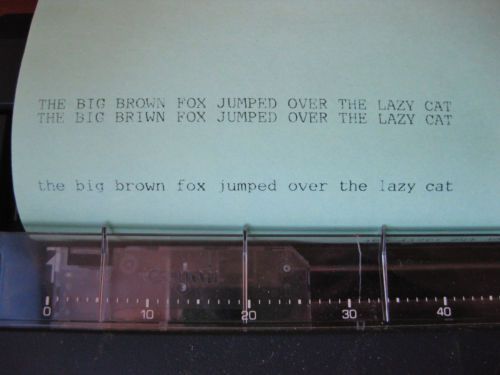 THE BIG BROWN FOX JUMPED OVER THE LAZY CAT
THE BIG BRIWN FOX JUMPED OVER THE LAZY CAT
the big brown fox jumped over the lazy cat
0 10 20 30 40